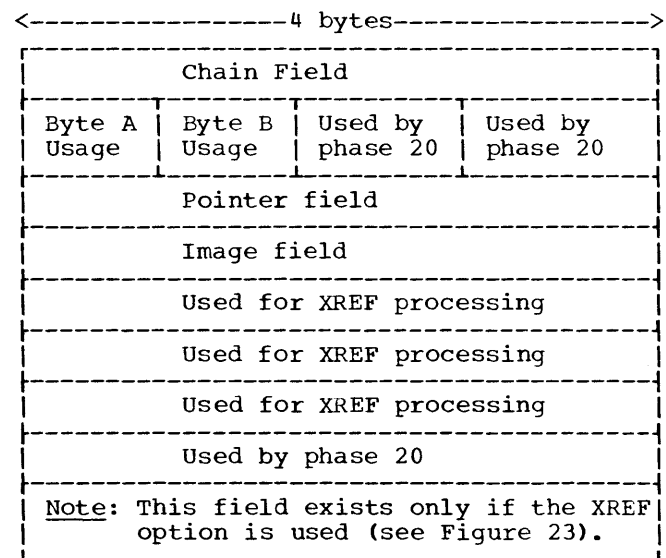 <-----------------4 bytes----------------->
Chain Field
Byte A | Byte B | Used by | Used by
Usage | Usage | phase 20 | phase 20
Pointer field
Image field
Used for XREF processing
Used for XREF processing
Used for XREF processing
Used by phase 20
Note: This field exists only if the XREF
option is used (see Figure 23).